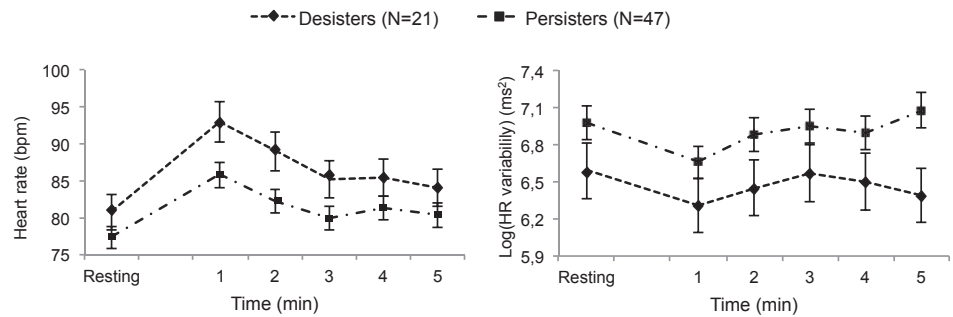 Desisters (N=21) Persisters (N=47)
Heart rate (bpm)
100
95
90
85
80
75
Resting 1 2 3 4 5
Time (min)
Log(HR variability) (ms²)
7,4
7,1
6,8
6,5
6,2
5,9
Resting 1 2 3 4 5
Time (min)